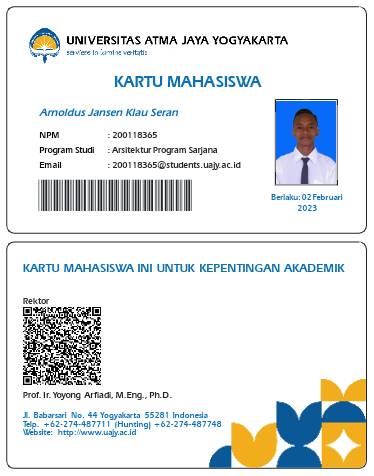 UNIVERSITAS ATMA JAYA YOGYAKARTA
serviens in lumine veritatis
KARTU MAHASISWA
Arnoldus Jansen Klau Seran
NPM : 200118365
Program Studi : Arsitektur Program Sarjana
Email : 200118365@students.uajy.ac.id
Berlaku: 02 Februari
2023
KARTU MAHASISWA INI UNTUK KEPENTINGAN AKADEMIK
Rektor
Prof. Ir. Yoyong Arfiadi, M.Eng., Ph.D.
Jl. Babarsari No. 44 Yogyakarta 55281 Indonesia
Telp. +62-274-487711 (Hunting) +62-274-487748
Website: http://www.uajy.ac.id